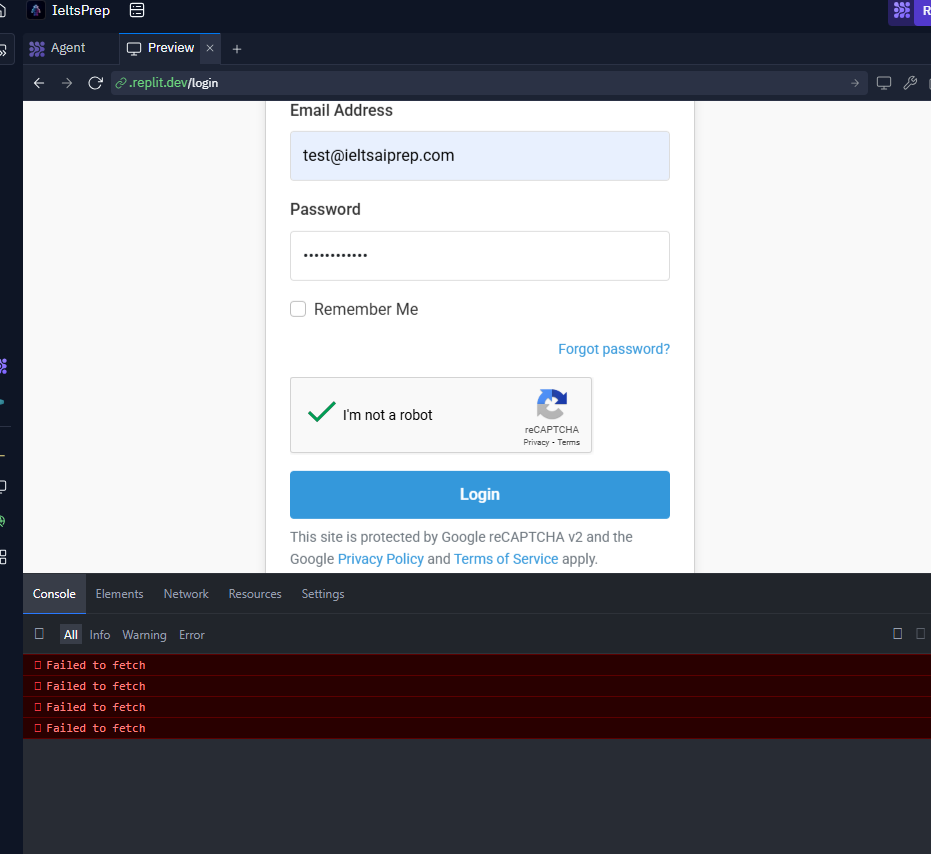 IeltsPrep
R
Agent
Preview
.replit.dev/login
Email Address
test@ieltsaiprep.com
Password
••••••••••••
Remember Me
Forgot password?
I'm not a robot
reCAPTCHA
Privacy - Terms
Login
This site is protected by Google reCAPTCHA v2 and the
Google Privacy Policy and Terms of Service apply.
Console Elements Network Resources Settings
All Info Warning Error
Failed to fetch
Failed to fetch
Failed to fetch
Failed to fetch